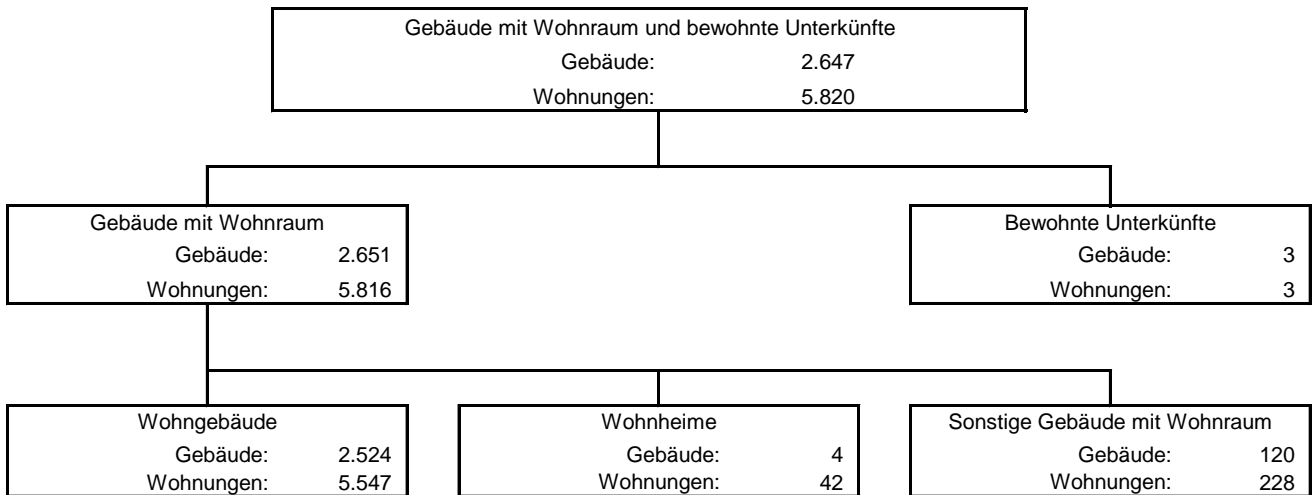 Gebäude mit Wohnraum und bewohnte Unterkünfte
Gebäude: 2.647
Wohnungen: 5.820
Gebäude mit Wohnraum
Gebäude: 2.651
Wohnungen: 5.816
Bewohnte Unterkünfte
Gebäude: 3
Wohnungen: 3
Wohngebäude
Gebäude: 2.524
Wohnungen: 5.547
Wohnheime
Gebäude: 4
Wohnungen: 42
Sonstige Gebäude mit Wohnraum
Gebäude: 120
Wohnungen: 228